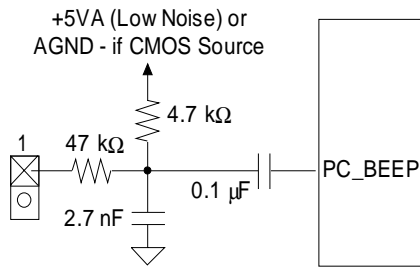 +5VA (Low Noise) or
AGND - if CMOS Source
4.7 kΩ
1
47 kΩ
PC_BEEP
0.1 µF
2.7 nF